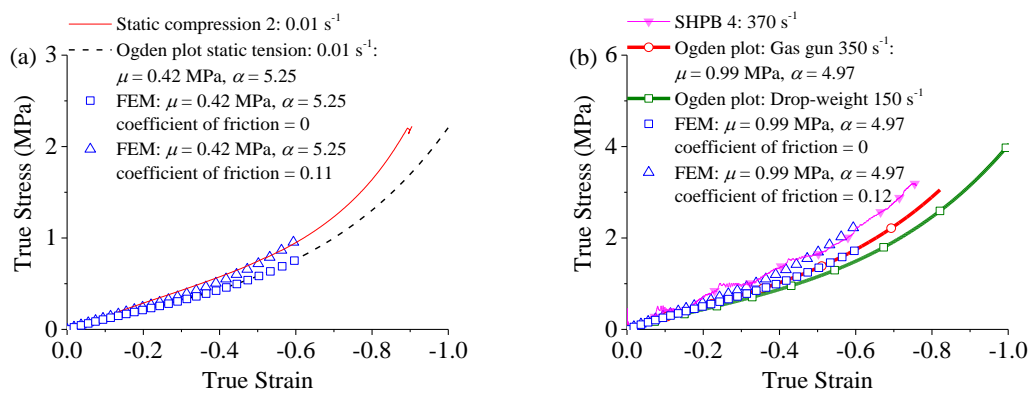 (a)
Static compression 2: 0.01 s⁻¹
Ogden plot static tension: 0.01 s⁻¹:
μ = 0.42 MPa, α = 5.25
FEM: μ = 0.42 MPa, α = 5.25
coefficient of friction = 0
FEM: μ = 0.42 MPa, α = 5.25
coefficient of friction = 0.11
True Stress (MPa)
3
2
1
0
0.0 -0.2 -0.4 -0.6 -0.8 -1.0
True Strain
(b)
SHPB 4: 370 s⁻¹
Ogden plot: Gas gun 350 s⁻¹:
μ = 0.99 MPa, α = 4.97
Ogden plot: Drop-weight 150 s⁻¹
FEM: μ = 0.99 MPa, α = 4.97
coefficient of friction = 0
FEM: μ = 0.99 MPa, α = 4.97
coefficient of friction = 0.12
True Stress (MPa)
6
4
2
0
0.0 -0.2 -0.4 -0.6 -0.8 -1.0
True Strain